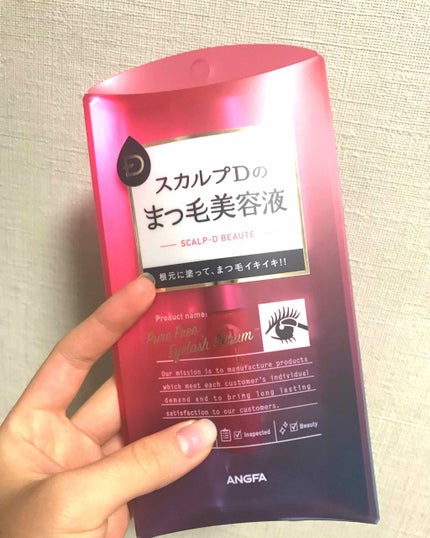 スカルプDの
まつ毛美容液
SCALP-D BEAUTÉ
根元に塗って、まつ毛イキイキ!!
Product name:
Pure Free
Eyelash Serum™
Our mission is to manufacture products
which meet each customer's individual
demand and to bring long lasting
satisfaction to our customers.
Inspected
Beauty
ANGFA